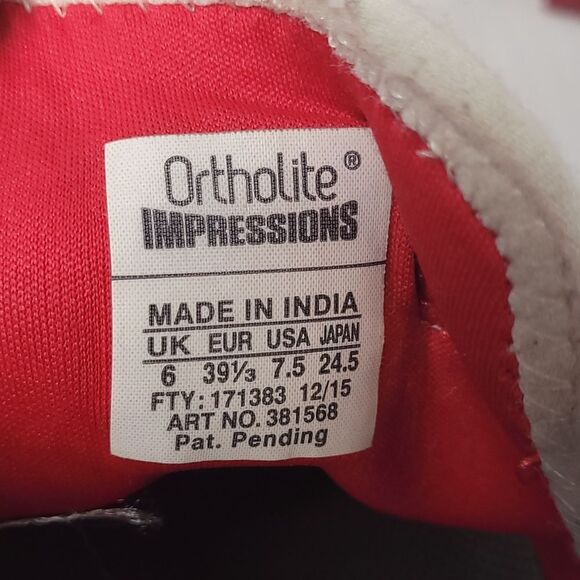 Ortholite®
IMPRESSIONS
MADE IN INDIA
UK EUR USA JAPAN
6 39⅓ 7.5 24.5
FTY: 171383 12/15
ART NO. 381568
Pat. Pending